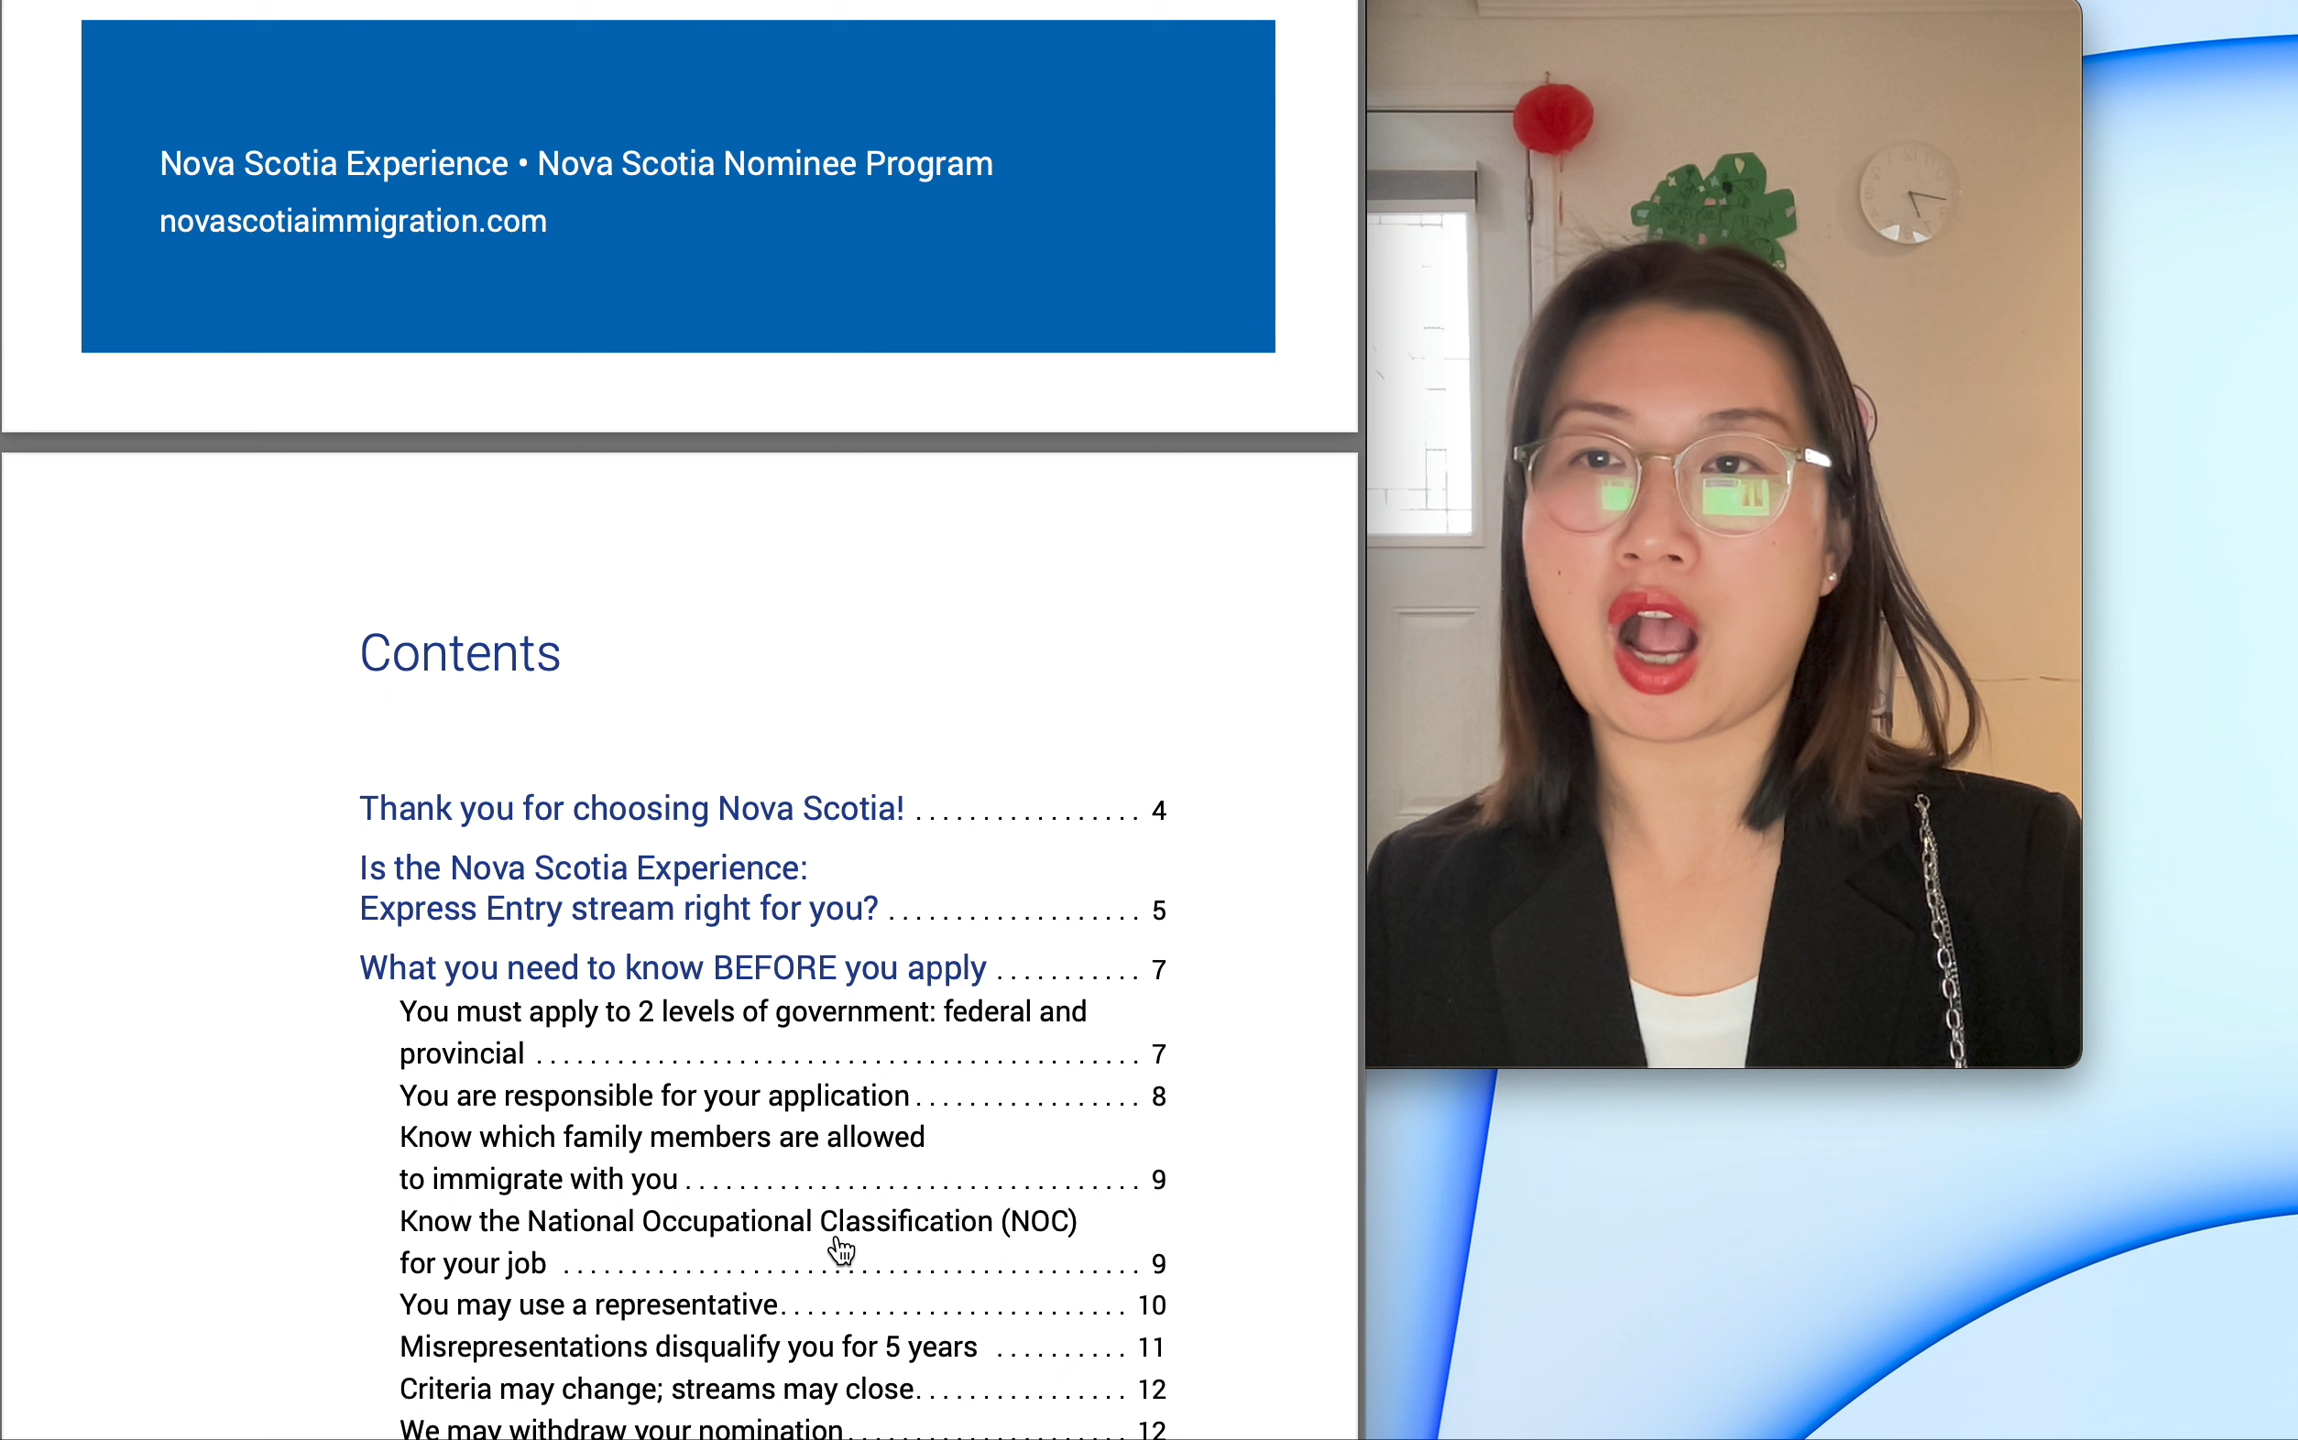 Nova Scotia Experience • Nova Scotia Nominee Program
novascotiaimmigration.com
Contents
Thank you for choosing Nova Scotia! . . . . . . . . . . . . . . . . . 4
Is the Nova Scotia Experience:
Express Entry stream right for you? . . . . . . . . . . . . . . . . . . . 5
What you need to know BEFORE you apply . . . . . . . . . . . 7
You must apply to 2 levels of government: federal and
provincial . . . . . . . . . . . . . . . . . . . . . . . . . . . . . . . . . . . . . . . . . . . . . 7
You are responsible for your application . . . . . . . . . . . . . . . . . 8
Know which family members are allowed
to immigrate with you . . . . . . . . . . . . . . . . . . . . . . . . . . . . . . . . . . 9
Know the National Occupational Classification (NOC)
for your job . . . . . . . . . . . . . . . . . . . . . . . . . . . . . . . . . . . . . . . . . . . 9
You may use a representative. . . . . . . . . . . . . . . . . . . . . . . . . . 10
Misrepresentations disqualify you for 5 years . . . . . . . . . . 11
Criteria may change; streams may close. . . . . . . . . . . . . . . . 12
We may withdraw your nomination. . . . . . . . . . . . . . . . . . . . . 12